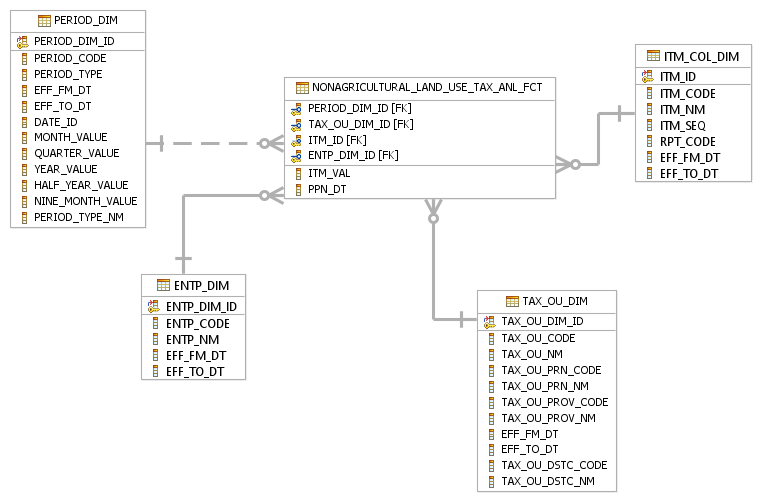 PERIOD_DIM
PERIOD_DIM_ID
PERIOD_CODE
PERIOD_TYPE
EFF_FM_DT
EFF_TO_DT
DATE_ID
MONTH_VALUE
QUARTER_VALUE
YEAR_VALUE
HALF_YEAR_VALUE
NINE_MONTH_VALUE
PERIOD_TYPE_NM
NONAGRICULTURAL_LAND_USE_TAX_ANL_FCT
PERIOD_DIM_ID [FK]
TAX_OU_DIM_ID [FK]
ITM_ID [FK]
ENTP_DIM_ID [FK]
ITM_VAL
PPN_DT
ITM_COL_DIM
ITM_ID
ITM_CODE
ITM_NM
ITM_SEQ
RPT_CODE
EFF_FM_DT
EFF_TO_DT
ENTP_DIM
ENTP_DIM_ID
ENTP_CODE
ENTP_NM
EFF_FM_DT
EFF_TO_DT
TAX_OU_DIM
TAX_OU_DIM_ID
TAX_OU_CODE
TAX_OU_NM
TAX_OU_PRN_CODE
TAX_OU_PRN_NM
TAX_OU_PROV_CODE
TAX_OU_PROV_NM
EFF_FM_DT
EFF_TO_DT
TAX_OU_DSTC_CODE
TAX_OU_DSTC_NM